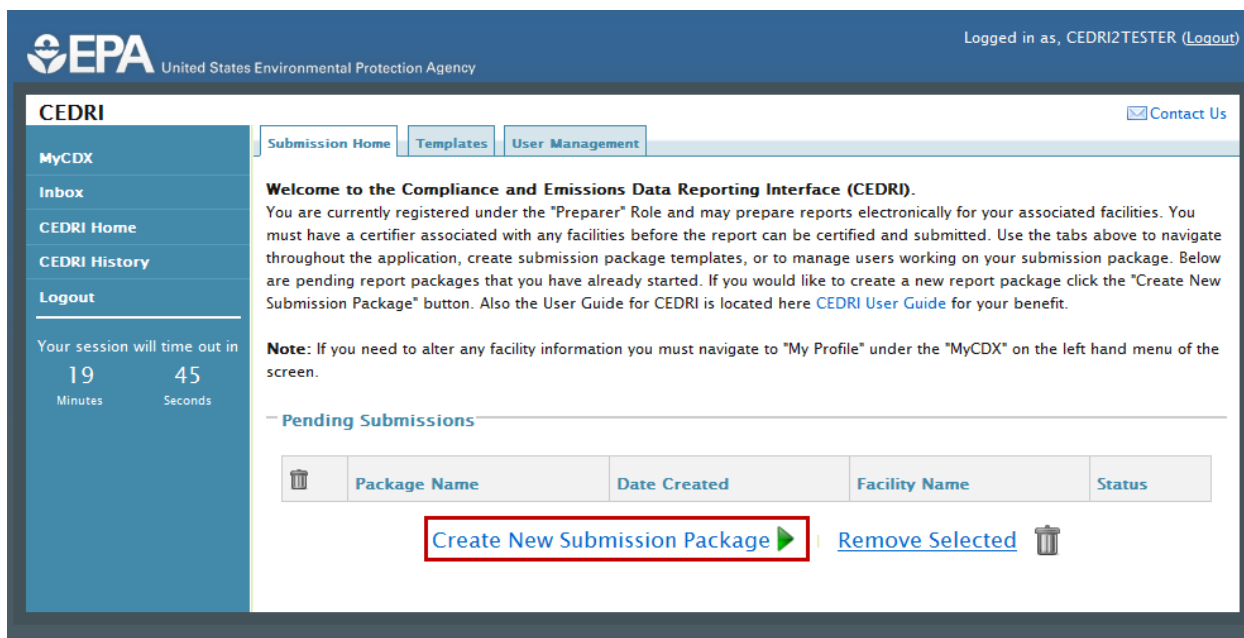 Logged in as, CEDRI2TESTER (Logout)
EPA United States Environmental Protection Agency
CEDRI
Contact Us
MyCDX
Inbox
CEDRI Home
CEDRI History
Logout
Your session will time out in
19 45
Minutes Seconds
Submission Home Templates User Management
Welcome to the Compliance and Emissions Data Reporting Interface (CEDRI).
You are currently registered under the "Preparer" Role and may prepare reports electronically for your associated facilities. You
must have a certifier associated with any facilities before the report can be certified and submitted. Use the tabs above to navigate
throughout the application, create submission package templates, or to manage users working on your submission package. Below
are pending report packages that you have already started. If you would like to create a new report package click the "Create New
Submission Package" button. Also the User Guide for CEDRI is located here CEDRI User Guide for your benefit.
Note: If you need to alter any facility information you must navigate to "My Profile" under the "MyCDX" on the left hand menu of the
screen.
Pending Submissions
Package Name Date Created Facility Name Status
Create New Submission Package Remove Selected